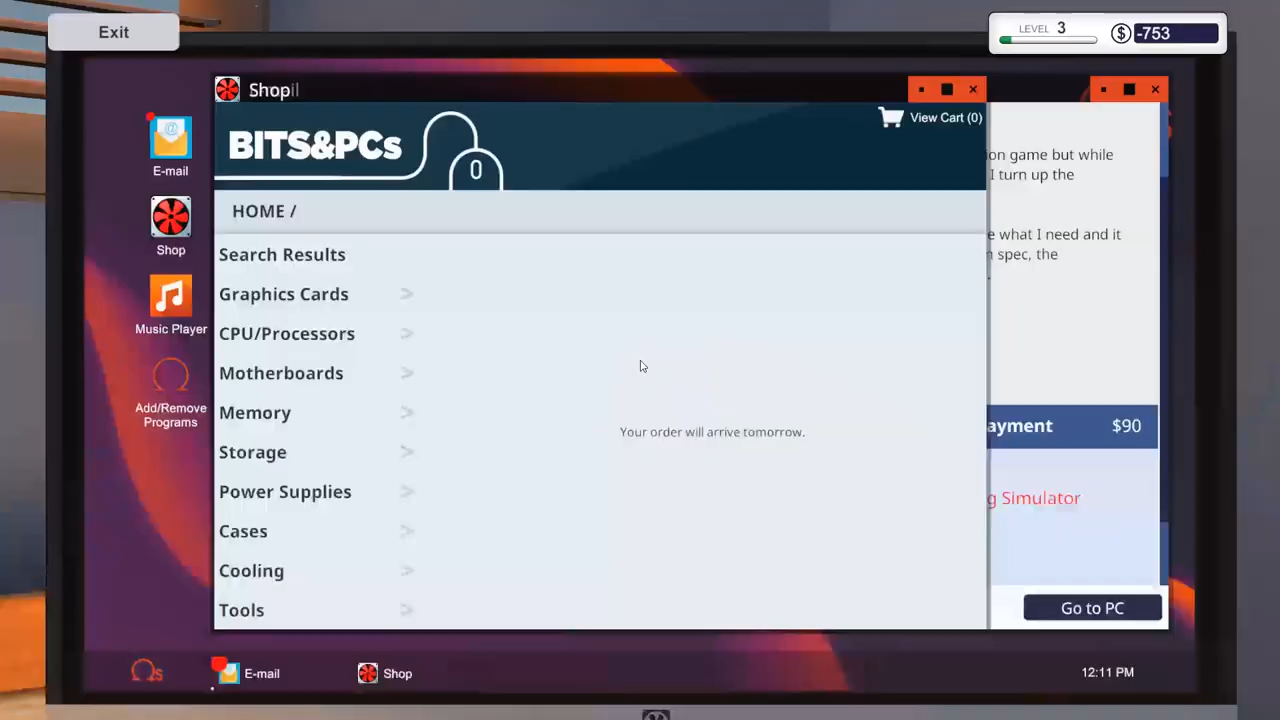 Exit
LEVEL 3
$ -753
Shop
BITS&PCs
View Cart (0)
HOME /
E-mail
Shop
Music Player
Add/Remove
Programs
Search Results
Graphics Cards >
CPU/Processors >
Motherboards >
Memory >
Storage >
Power Supplies >
Cases >
Cooling >
Tools >
Your order will arrive tomorrow.
on game but while
I turn up the
what I need and it
spec, the
ayment $90
g Simulator
Go to PC
E-mail
Shop
12:11 PM